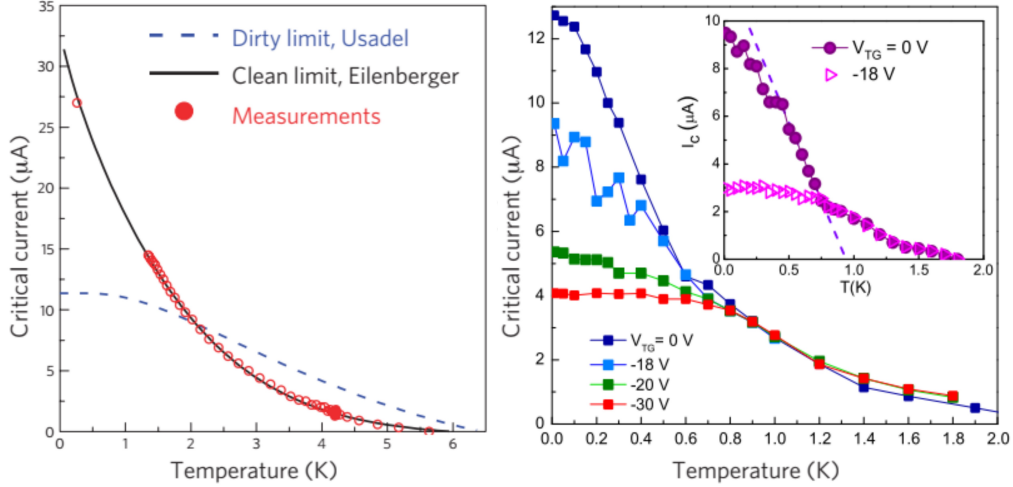 Critical current (μA)
35
30
25
20
15
10
5
0
Dirty limit, Usadel
Clean limit, Eilenberger
Measurements
0 1 2 3 4 5 6
Temperature (K)
Critical current (μA)
12
10
8
6
4
2
0
V_TG = 0 V
-18 V
-20 V
-30 V
0.0 0.2 0.4 0.6 0.8 1.0 1.2 1.4 1.6 1.8 2.0
Temperature (K)
I_C (μA)
10
8
6
4
2
0
V_TG = 0 V
-18 V
0.0 0.5 1.0 1.5 2.0
T(K)